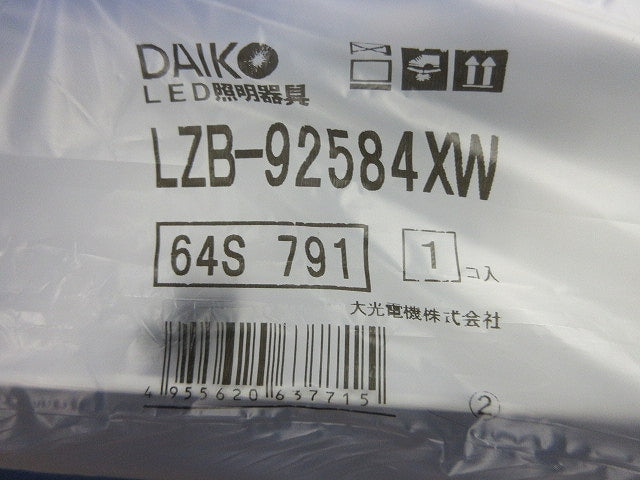 DAIKO
LED照明器具
LZB-92584XW
64S 791
1 コ入
大光電機株式会社
4 955620 637715
②